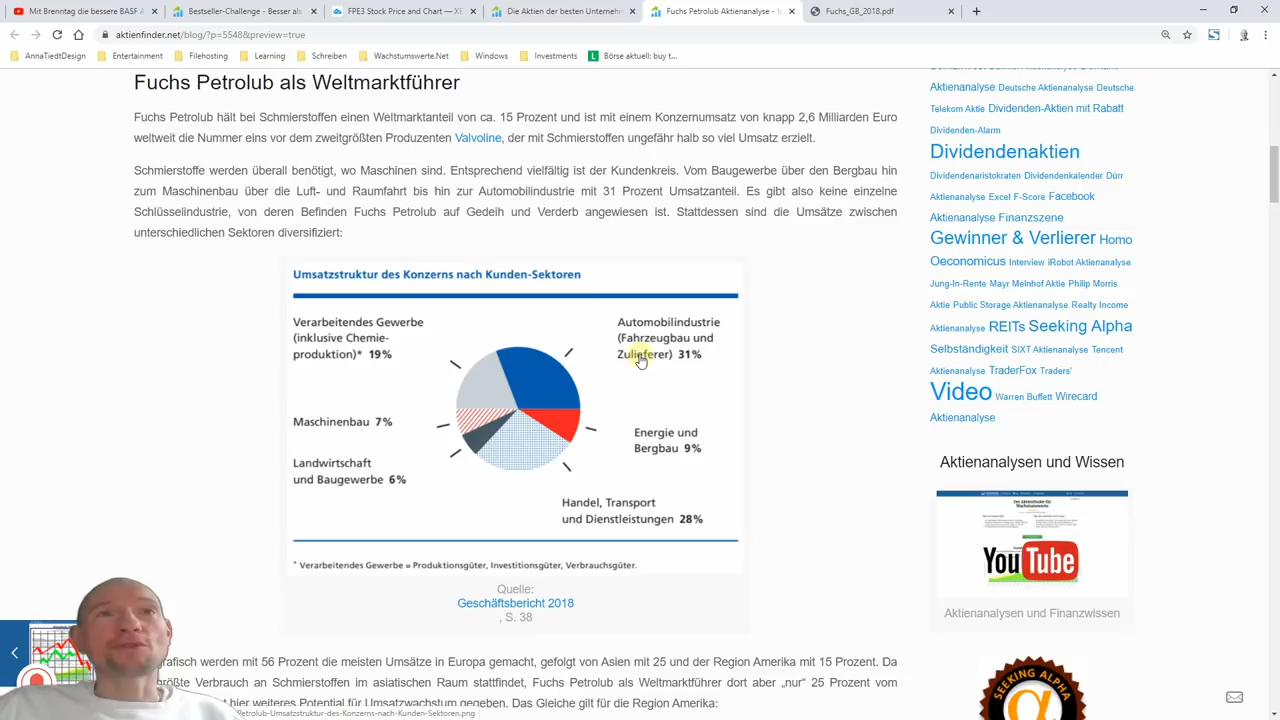 Mit Brenntag die bessere BASF A
Bestseller-Challenge - Besser als
FPE3 Stock Price and Chart — XE
Die Aktien der besten Unternehm
Fuchs Petrolub Aktienanalyse - Is
Fuchs_GB_2018.pdf
aktienfinder.net/blog/?p=5548&preview=true
AnnaTiedtDesign
Entertainment
Filehosting
Learning
Schreiben
Wachstumswerte.Net
Windows
Investments
Börse aktuell: buy t...
Fuchs Petrolub als Weltmarktführer
Fuchs Petrolub hält bei Schmierstoffen einen Weltmarktanteil von ca. 15 Prozent und ist mit einem Konzernumsatz von knapp 2,6 Milliarden Euro
weltweit die Nummer eins vor dem zweitgrößten Produzenten Valvoline, der mit Schmierstoffen ungefähr halb so viel Umsatz erzielt.
Schmierstoffe werden überall benötigt, wo Maschinen sind. Entsprechend vielfältig ist der Kundenkreis. Vom Baugewerbe über den Bergbau hin
zum Maschinenbau über die Luft- und Raumfahrt bis hin zur Automobilindustrie mit 31 Prozent Umsatzanteil. Es gibt also keine einzelne
Schlüsselindustrie, von deren Befinden Fuchs Petrolub auf Gedeih und Verderb angewiesen ist. Stattdessen sind die Umsätze zwischen
unterschiedlichen Sektoren diversifiziert:
Umsatzstruktur des Konzerns nach Kunden-Sektoren
Verarbeitendes Gewerbe
(inklusive Chemie-
produktion)* 19%
Automobilindustrie
(Fahrzeugbau und
Zulieferer) 31%
Maschinenbau 7%
Energie und
Bergbau 9%
Landwirtschaft
und Baugewerbe 6%
Handel, Transport
und Dienstleistungen 28%
* Verarbeitendes Gewerbe = Produktionsgüter, Investitionsgüter, Verbrauchsgüter.
Quelle:
Geschäftsbericht 2018
, S. 38
grafisch werden mit 56 Prozent die meisten Umsätze in Europa gemacht, gefolgt von Asien mit 25 und der Region Amerika mit 15 Prozent. Da
größte Verbrauch an Schmierstoffen im asiatischen Raum stattfindet, Fuchs Petrolub als Weltmarktführer dort aber „nur“ 25 Prozent vom
hier weiteres Potential für Umsatzwachstum gegeben. Das Gleiche gilt für die Region Amerika:
Petrolub-Umsatzstruktur-des-Konzerns-nach-Kunden-Sektoren.png
Aktienanalyse Deutsche Aktienanalyse Deutsche
Telekom Aktie Dividenden-Aktien mit Rabatt
Dividenden-Alarm
Dividendenaktien
Dividendenaristokraten Dividendenkalender Dürr
Aktienanalyse Excel F-Score Facebook
Aktienanalyse Finanzszene
Gewinner & Verlierer Homo
Oeconomicus Interview iRobot Aktienanalyse
Jung-In-Rente Mayr Melnhof Aktie Philip Morris
Aktie Public Storage Aktienanalyse Realty Income
Aktienanalyse REITs Seeking Alpha
Selbständigkeit SIXT Aktienanalyse Tencent
Aktienanalyse TraderFox Traders'
Video Warren Buffett Wirecard
Aktienanalyse
Aktienanalysen und Wissen
YouTube
Aktienanalysen und Finanzwissen
SEEKING ALPHA